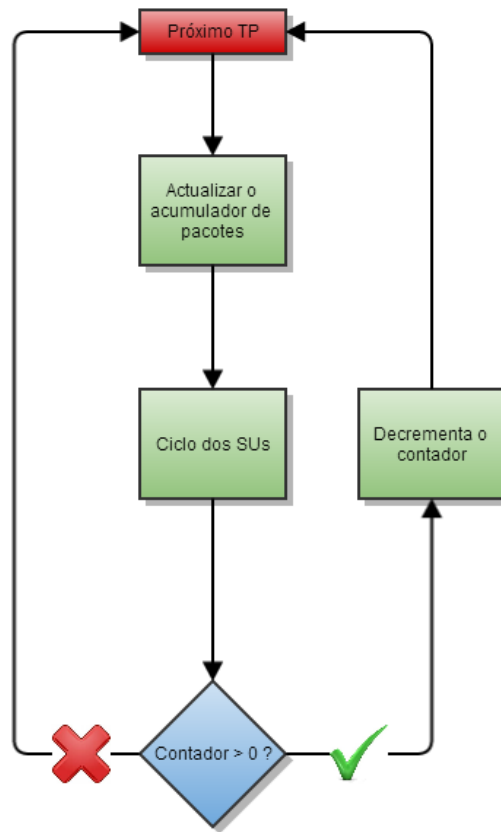 Próximo TP
Actualizar o
acumulador de
pacotes
Ciclo dos SUs
Decrementa o
contador
Contador > 0 ?